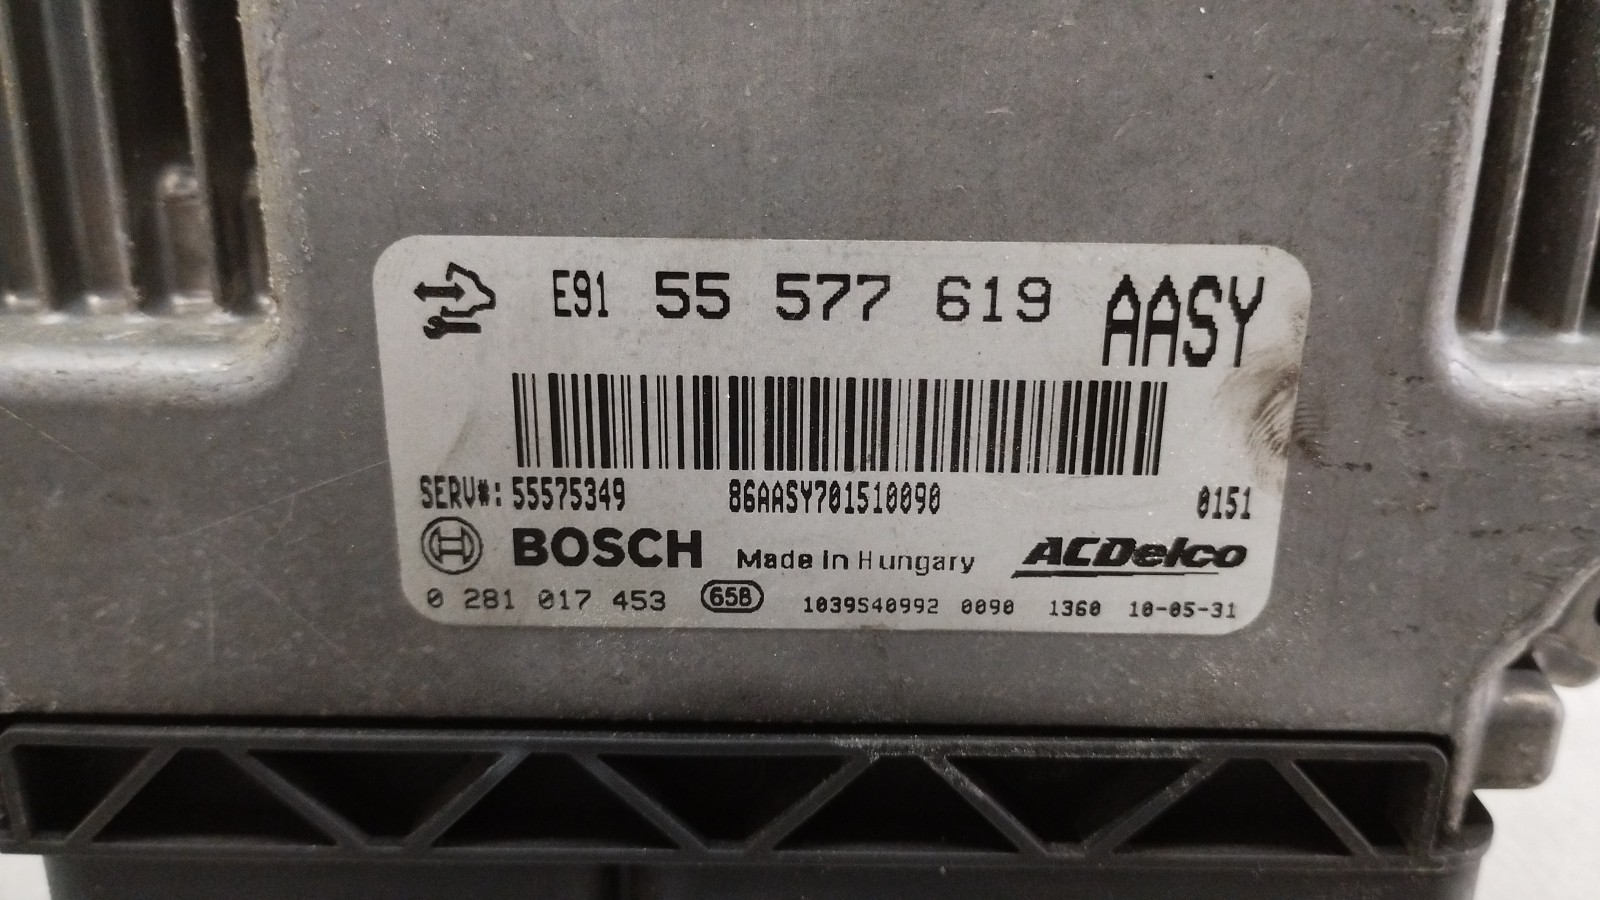 E91 55 577 619 AASY
SERV#: 55575349 86AASY701510090 0151
BOSCH Made in Hungary ACDelco
0 281 017 453 65B 1039S40992 0090 1360 10-05-31